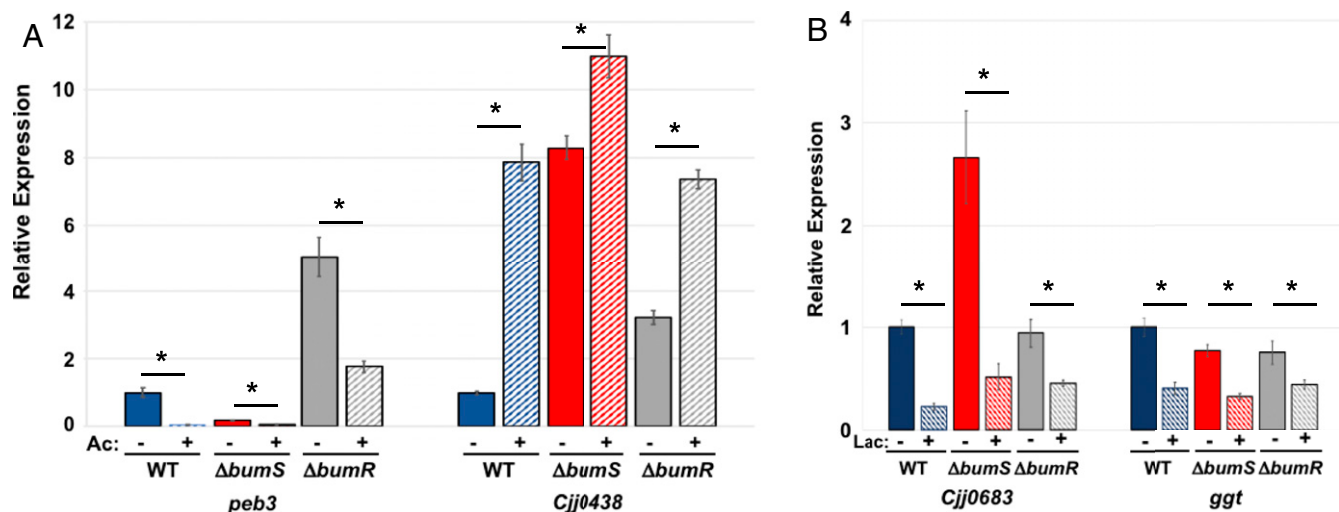 A
Relative Expression
12
10
8
6
4
2
0
* * * * * *
Ac: - + - + - + - + - + - +
WT ΔbumS ΔbumR WT ΔbumS ΔbumR
peb3 Cjj0438
B
Relative Expression
4
3
2
1
0
* * * * * *
Lac: - + - + - + - + - + - +
WT ΔbumS ΔbumR WT ΔbumS ΔbumR
Cjj0683 ggt